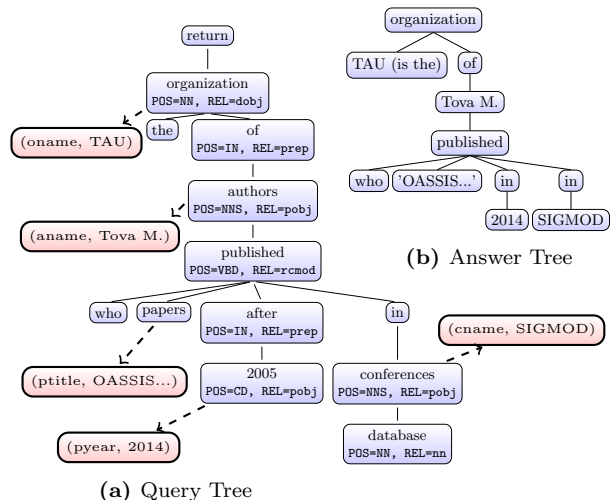 return
organization
POS=NN, REL=dobj
(oname, TAU)
the
of
POS=IN, REL=prep
authors
POS=NNS, REL=pobj
(aname, Tova M.)
published
POS=VBD, REL=rcmod
who
papers
after
POS=IN, REL=prep
in
(cname, SIGMOD)
(ptitle, OASSIS...)
2005
POS=CD, REL=pobj
conferences
POS=NNS, REL=pobj
(pyear, 2014)
database
POS=NN, REL=nn
(a) Query Tree
organization
TAU (is the)
of
Tova M.
published
who
'OASSIS...'
in
in
2014
SIGMOD
(b) Answer Tree